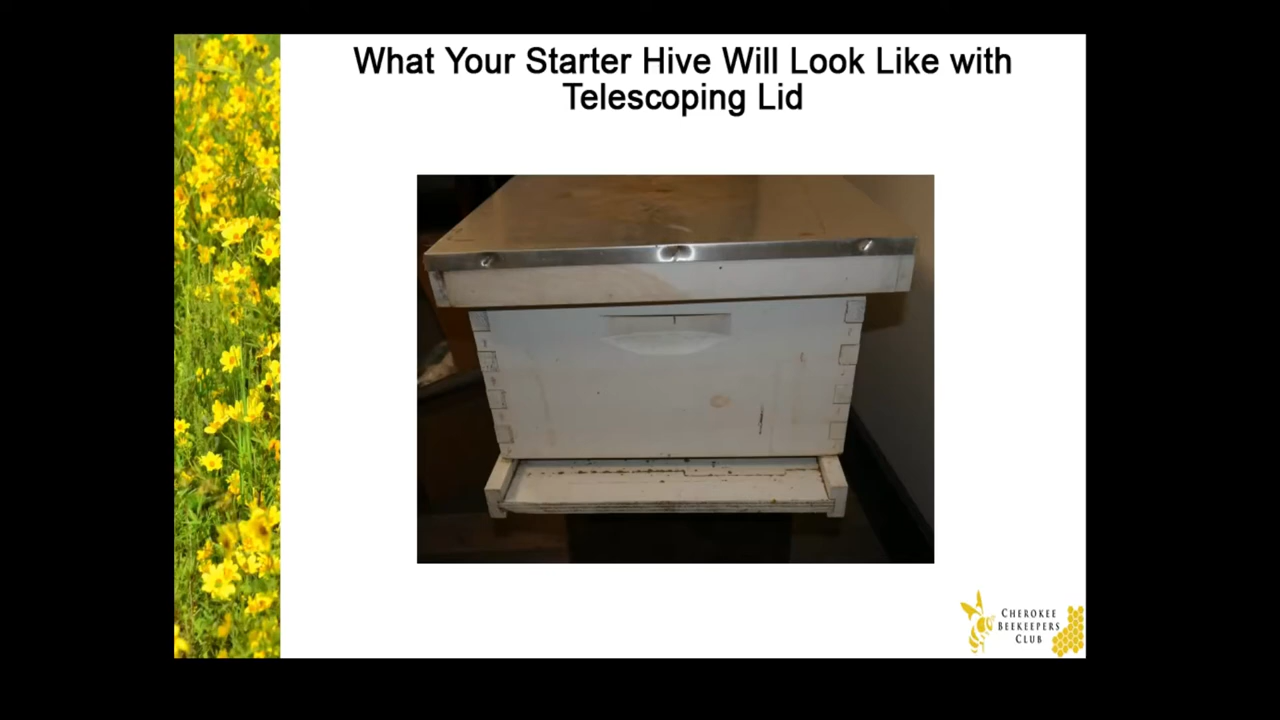 What Your Starter Hive Will Look Like with
Telescoping Lid
CHEROKEE
BEEKEEPERS
CLUB